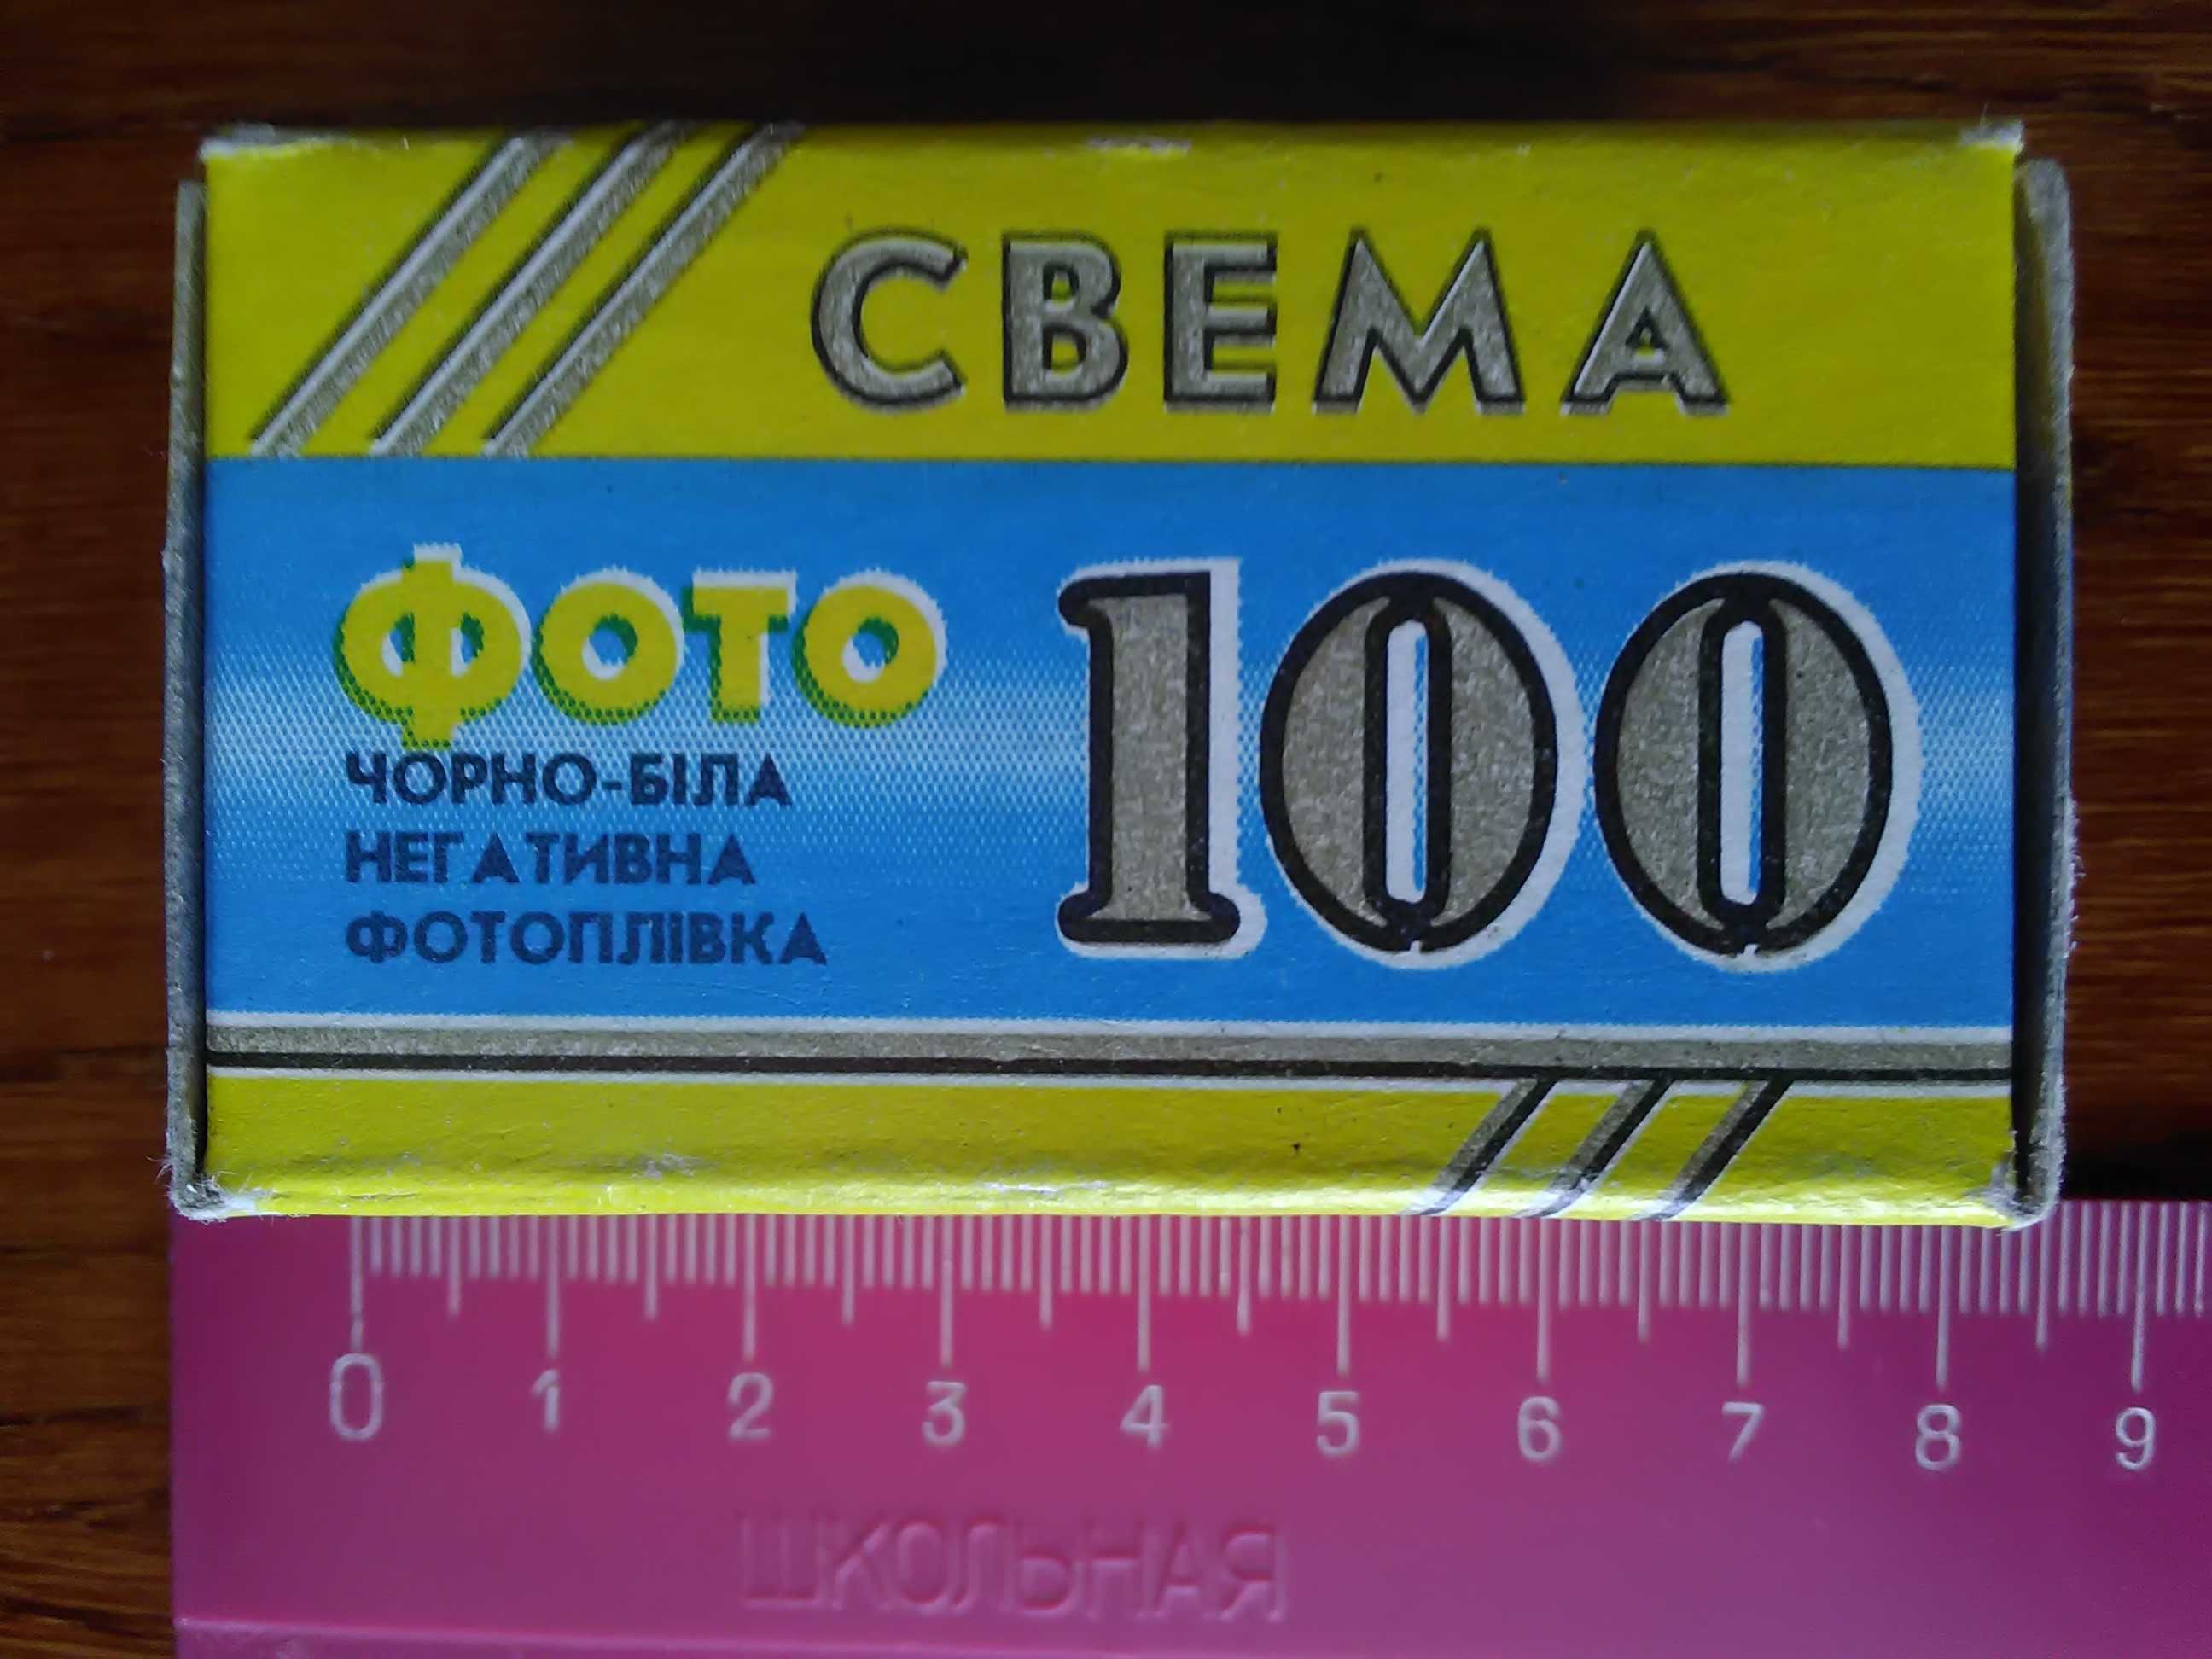 СВЕМА
ФОТО 100
ЧОРНО-БІЛА
НЕГАТИВНА
ФОТОПЛІВКА
0 1 2 3 4 5 6 7 8 9
ШКОЛЬНАЯ